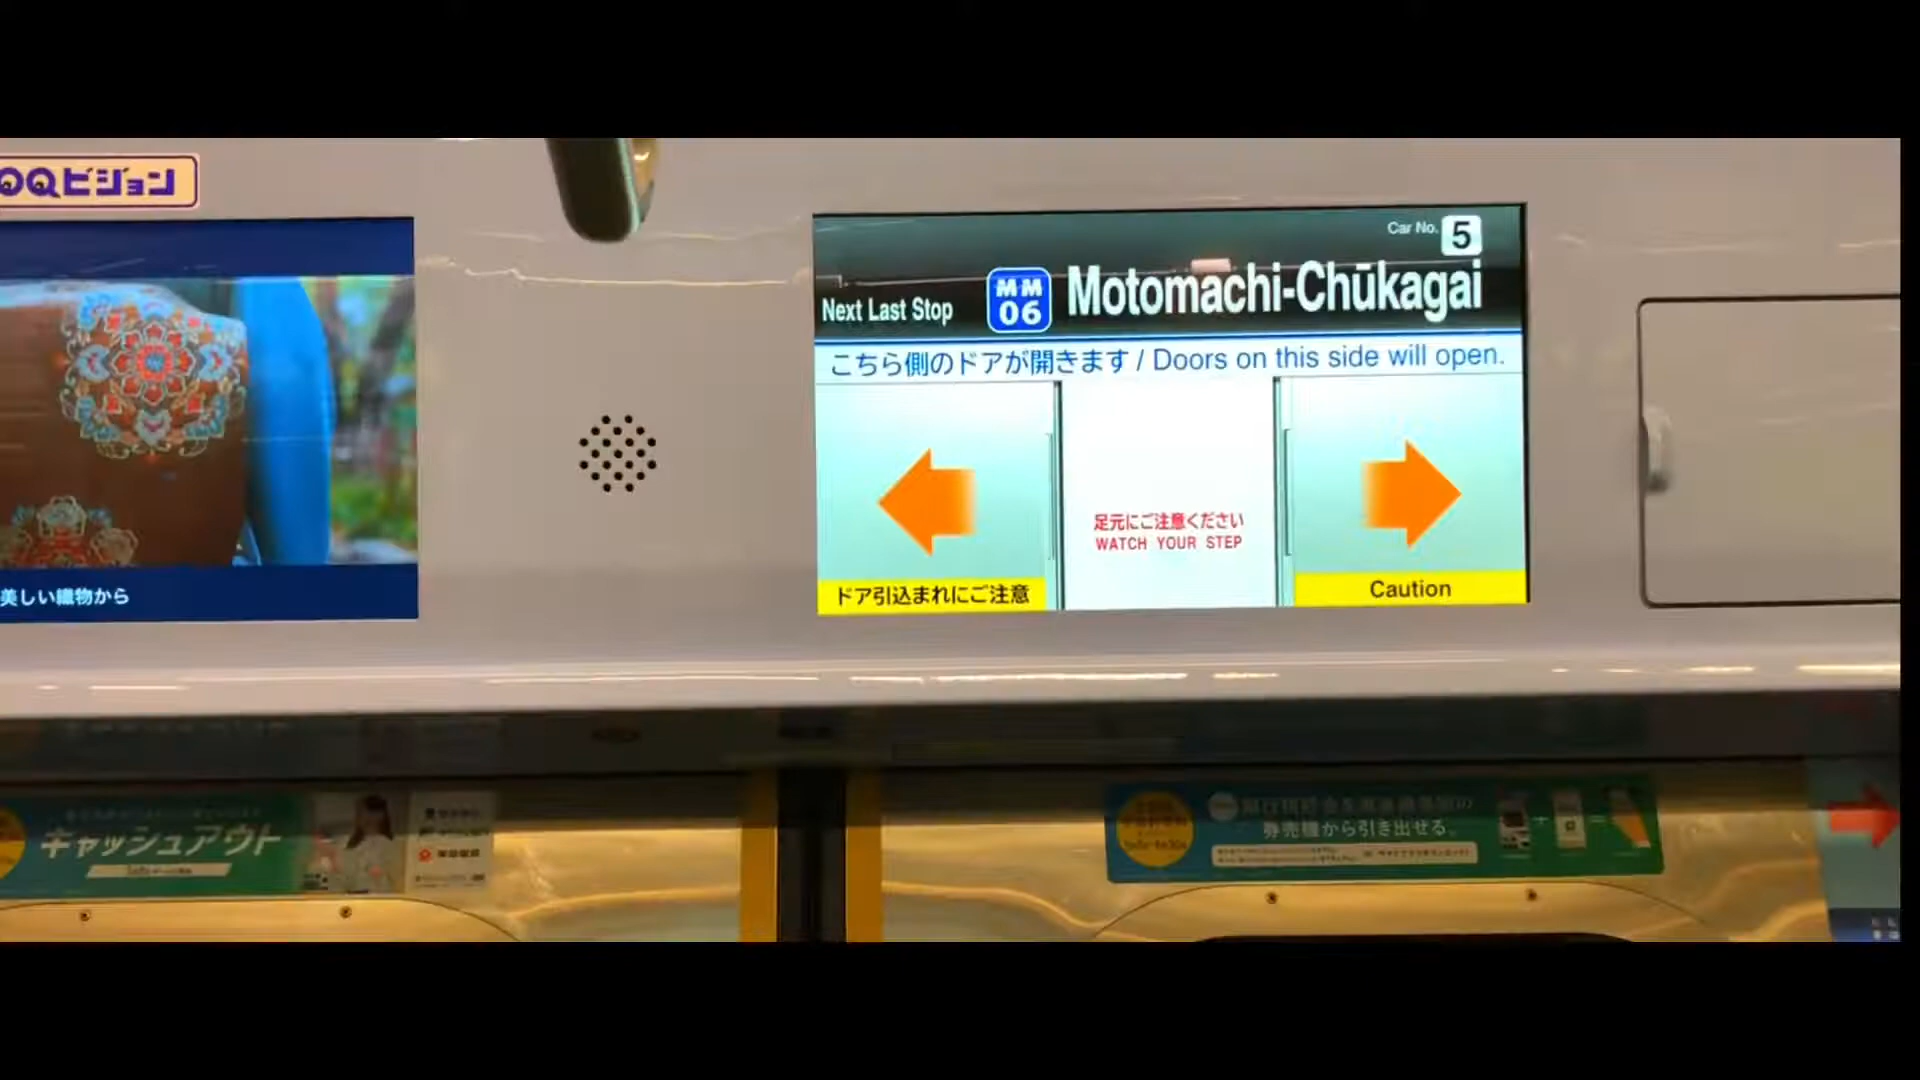 OQビジョン
美しい織物から
Car No. 5
Next Last Stop
MM
06
Motomachi-Chūkagai
こちら側のドアが開きます / Doors on this side will open.
足元にご注意ください
WATCH YOUR STEP
ドア引込まれにご注意
Caution
キャッシュアウト
券売機から引き出せる。